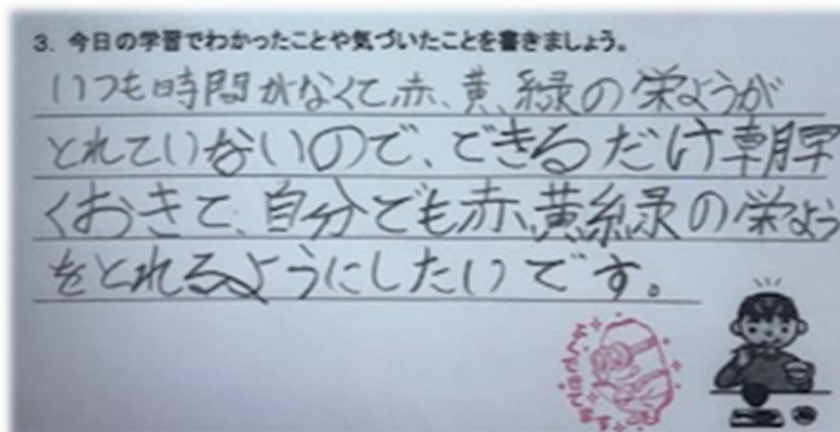 3. 今日の学習でわかったことや気づいたことを書きましょう。
いつも時間がなくて、赤、黄、緑の栄ようが
とれていないので、できるだけ朝早
くおきて、自分でも赤、黄、緑の栄よう
をとれるようにしたいです。
よくできてます